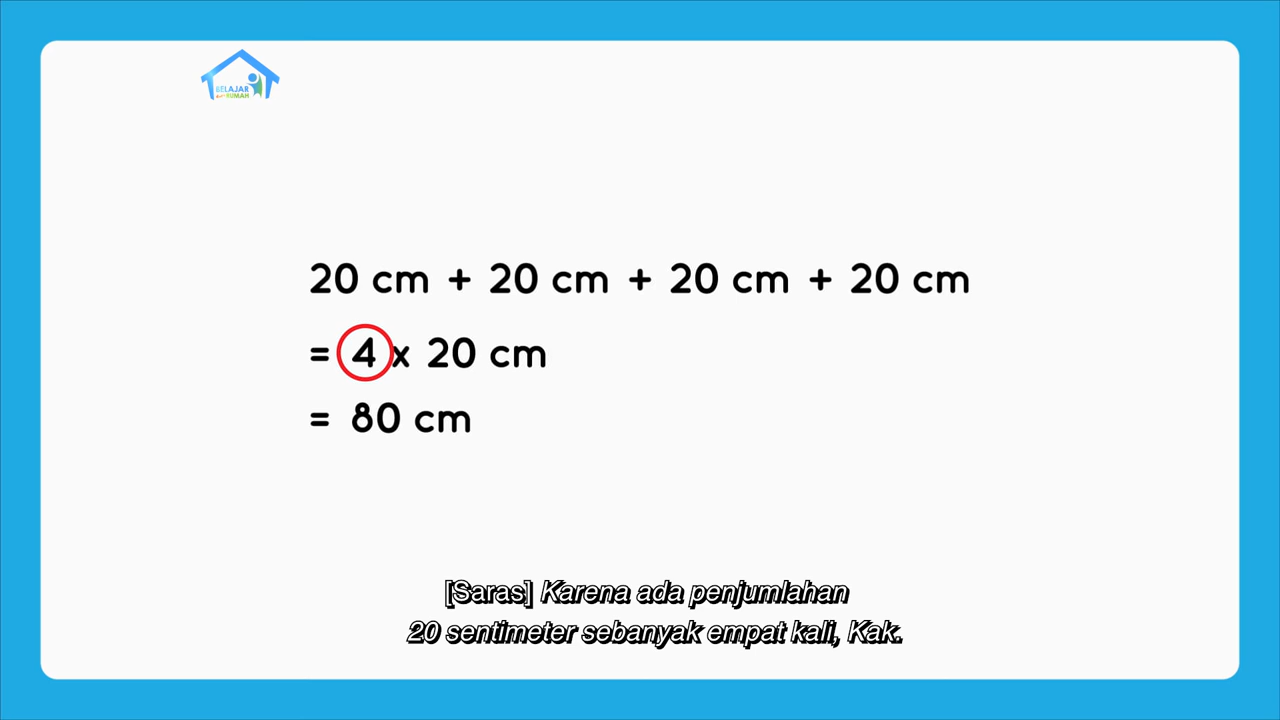 BELAJAR
dari RUMAH
20 cm + 20 cm + 20 cm + 20 cm
= 4 x 20 cm
= 80 cm
[Saras] Karena ada penjumlahan
20 sentimeter sebanyak empat kali, Kak.